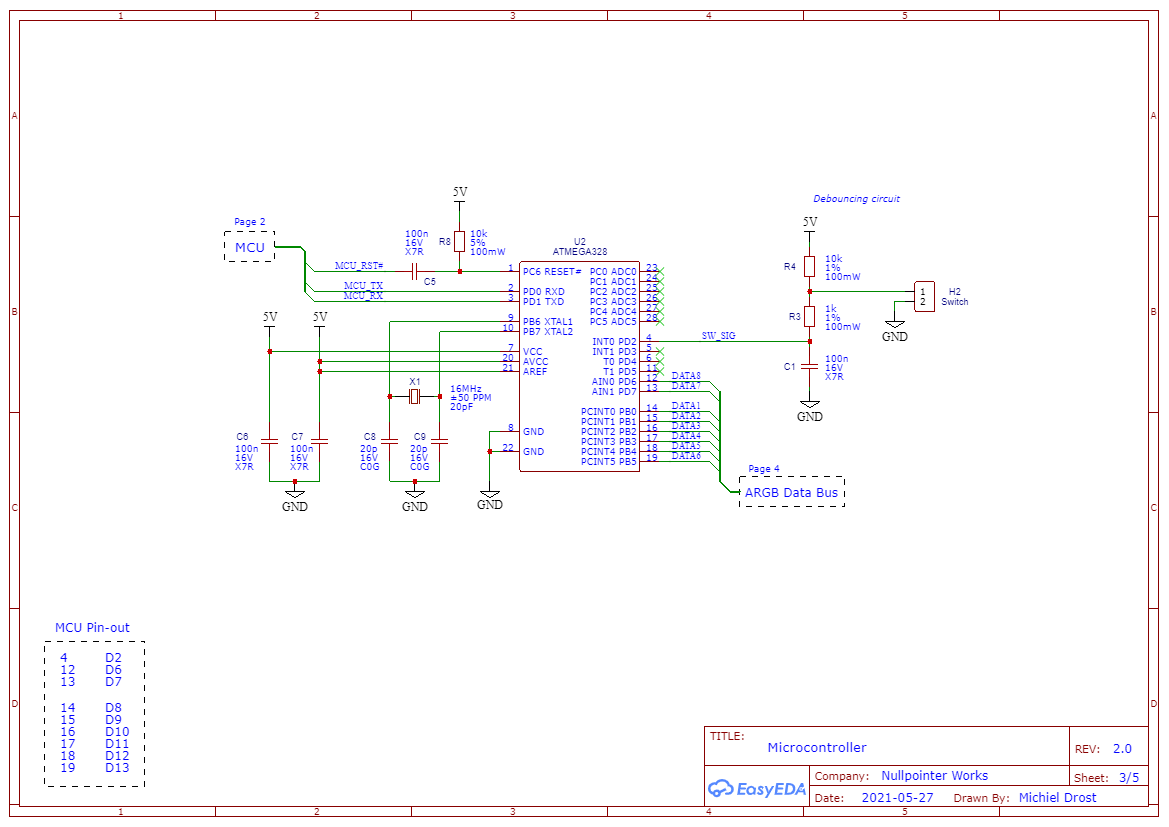 1 2 3 4 5
A A
B B
C C
D D
5V
Debouncing circuit
5V
Page 2
MCU
100n
16V
X7R
C5
R8
10k
5%
100mW
U2
ATMEGA328
MCU_RST#
MCU_TX
MCU_RX
1 PC6 RESET#
2 PD0 RXD
3 PD1 TXD
9 PB6 XTAL1
10 PB7 XTAL2
7 VCC
20 AVCC
21 AREF
8 GND
22 GND
PC0 ADC0 23
PC1 ADC1 24
PC2 ADC2 25
PC3 ADC3 26
PC4 ADC4 27
PC5 ADC5 28
INT0 PD2 4 SW_SIG
INT1 PD3 5
T0 PD4 6
T1 PD5 11
AIN0 PD6 12 DATA8
AIN1 PD7 13 DATA7
PCINT0 PB0 14 DATA1
PCINT1 PB1 15 DATA2
PCINT2 PB2 16 DATA3
PCINT3 PB3 17 DATA4
PCINT4 PB4 18 DATA5
PCINT5 PB5 19 DATA6
R4
10k
1%
100mW
R3
1k
1%
100mW
C1
100n
16V
X7R
GND
1
2
H2
Switch
GND
5V 5V
X1
16MHz
±50 PPM
20pF
C6
100n
16V
X7R
C7
100n
16V
X7R
C8
20p
16V
C0G
C9
20p
16V
C0G
GND GND GND
Page 4
ARGB Data Bus
MCU Pin-out
4 D2
12 D6
13 D7
14 D8
15 D9
16 D10
17 D11
18 D12
19 D13
TITLE:
Microcontroller
REV: 2.0
EasyEDA
Company: Nullpointer Works
Sheet: 3/5
Date: 2021-05-27 Drawn By: Michiel Drost
1 2 3 4 5